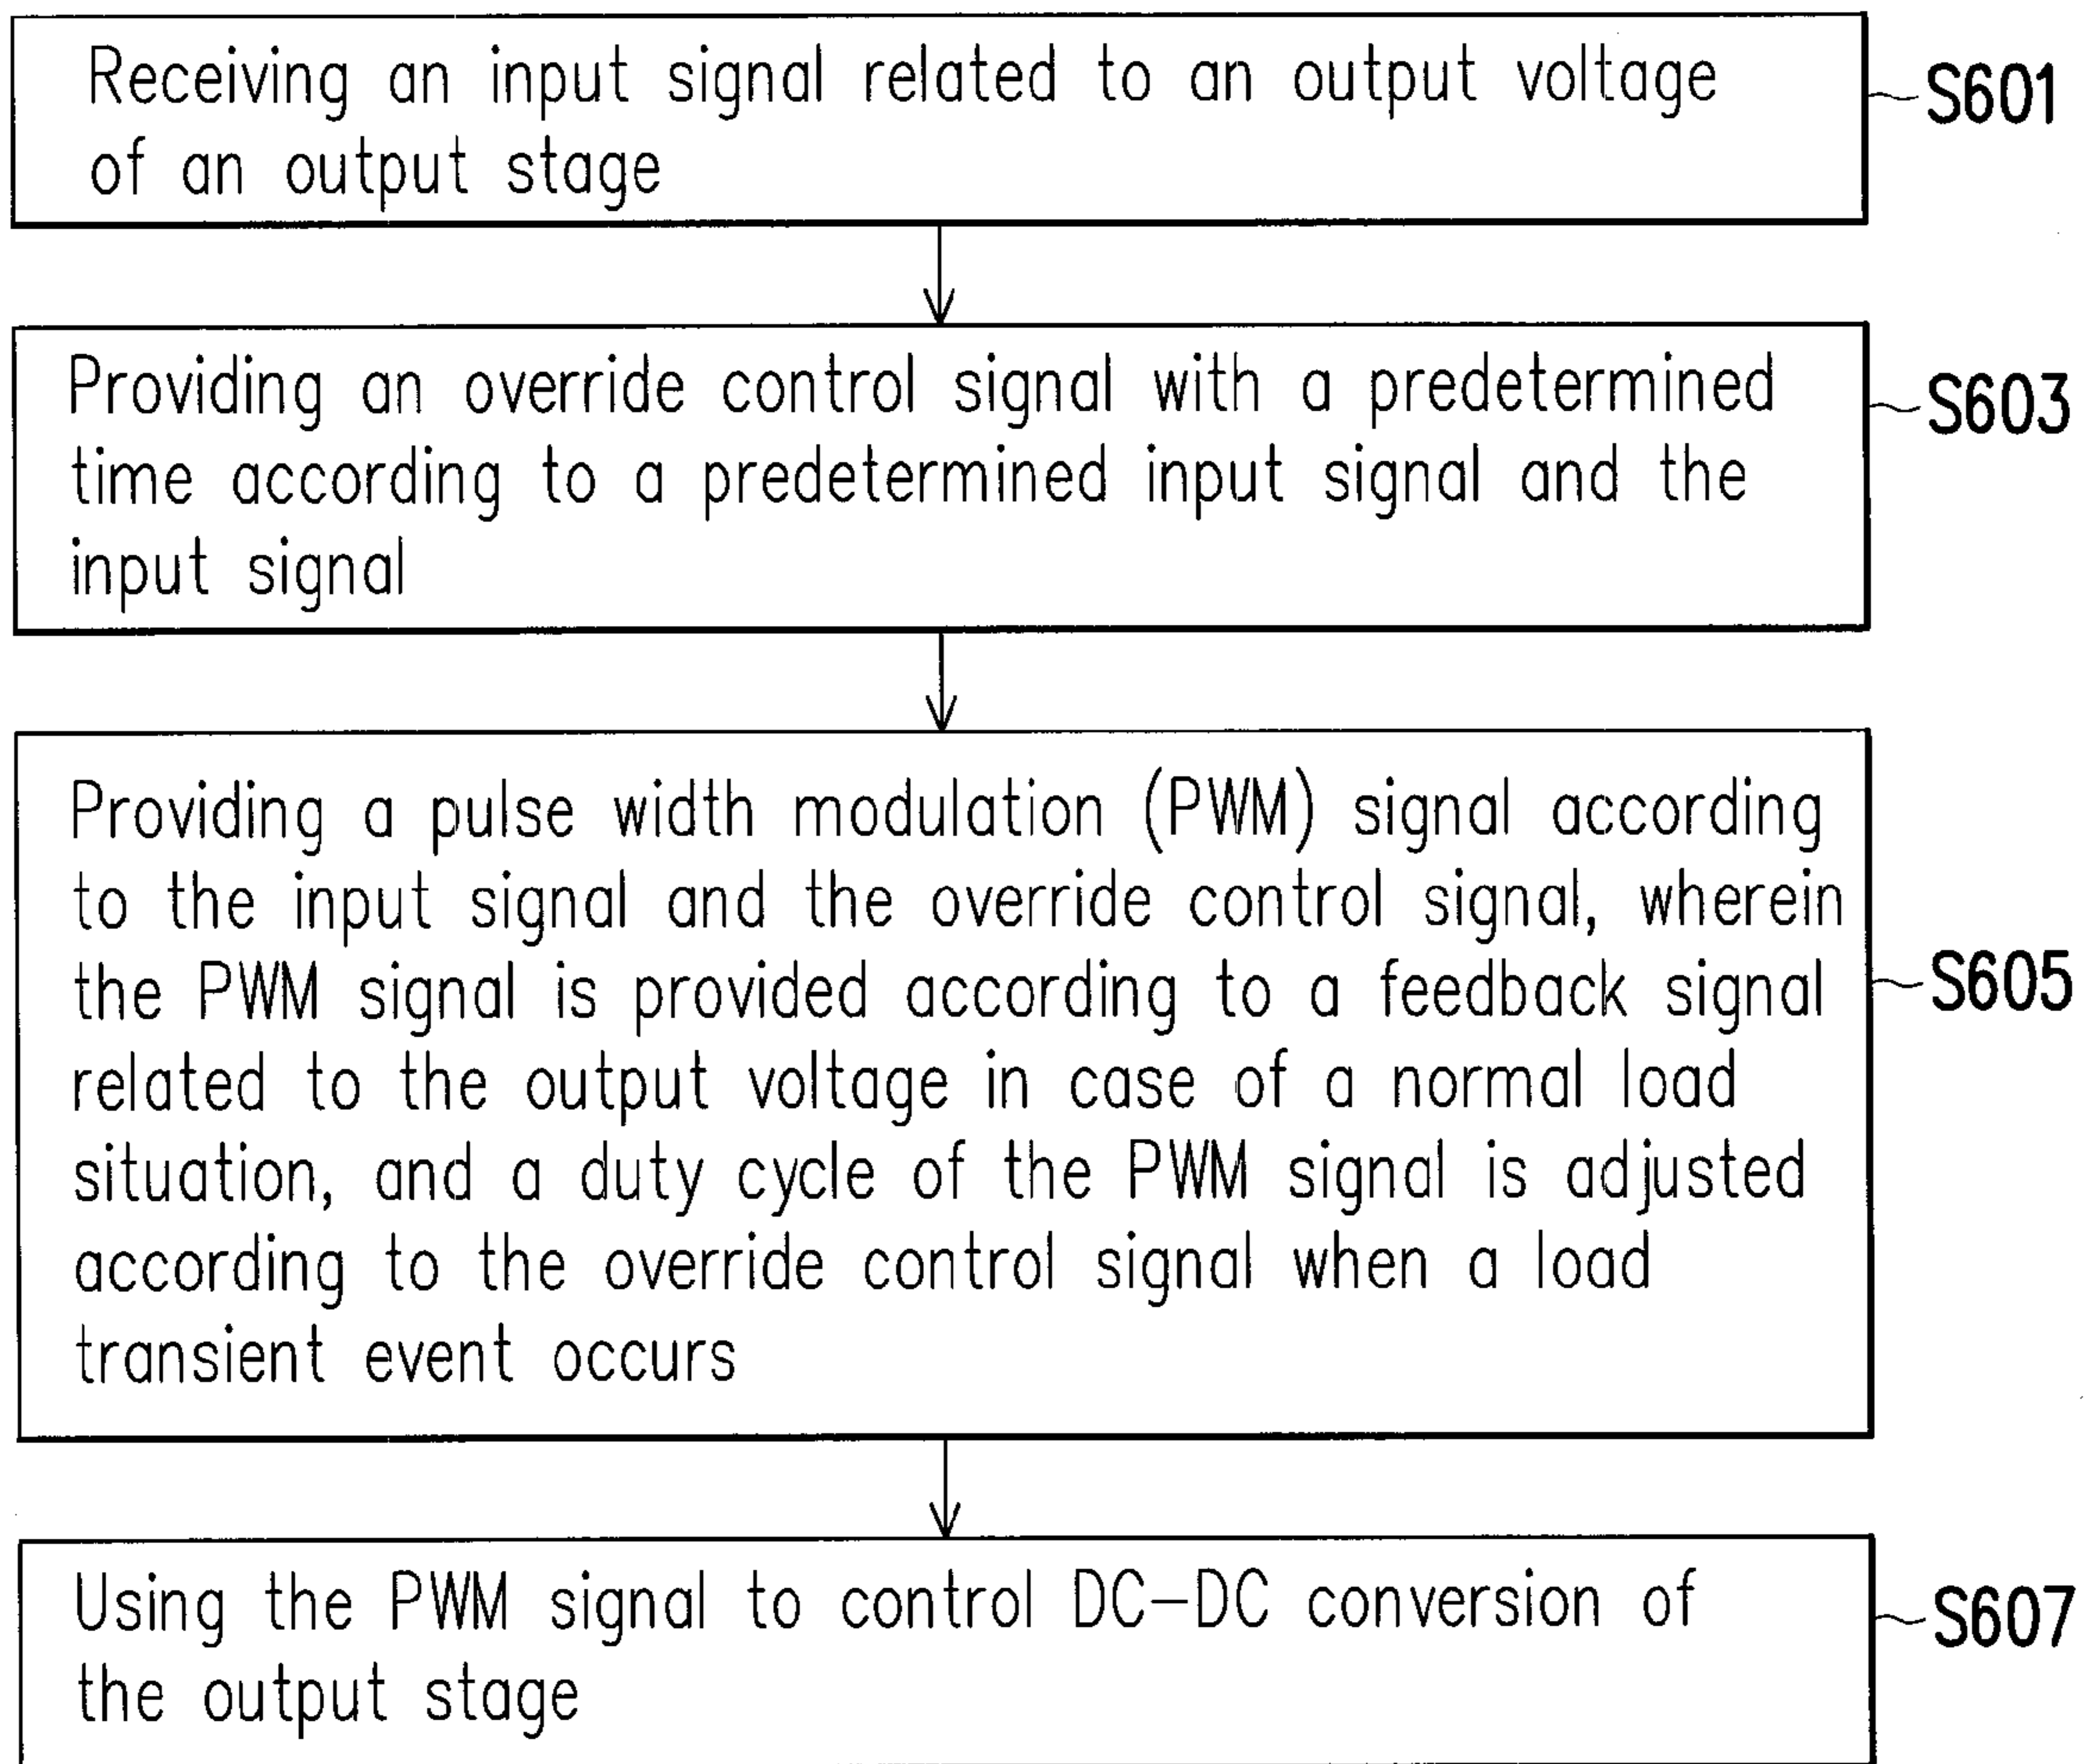 Receiving an input signal related to an output voltage
of an output stage
S601
Providing an override control signal with a predetermined
time according to a predetermined input signal and the
input signal
S603
Providing a pulse width modulation (PWM) signal according
to the input signal and the override control signal, wherein
the PWM signal is provided according to a feedback signal
related to the output voltage in case of a normal load
situation, and a duty cycle of the PWM signal is adjusted
according to the override control signal when a load
transient event occurs
S605
Using the PWM signal to control DC-DC conversion of
the output stage
S607